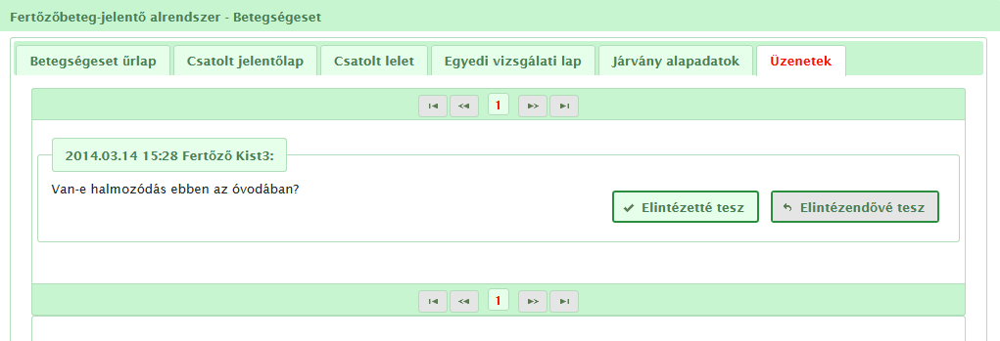 Fertőzőbeteg-jelentő alrendszer - Betegségeset
Betegségeset űrlap Csatolt jelentőlap Csatolt lelet Egyedi vizsgálati lap Járvány alapadatok Üzenetek
1
2014.03.14 15:28 Fertőző Kist3:
Van-e halmozódás ebben az óvodában?
Elintézetté tesz Elintézendővé tesz
1